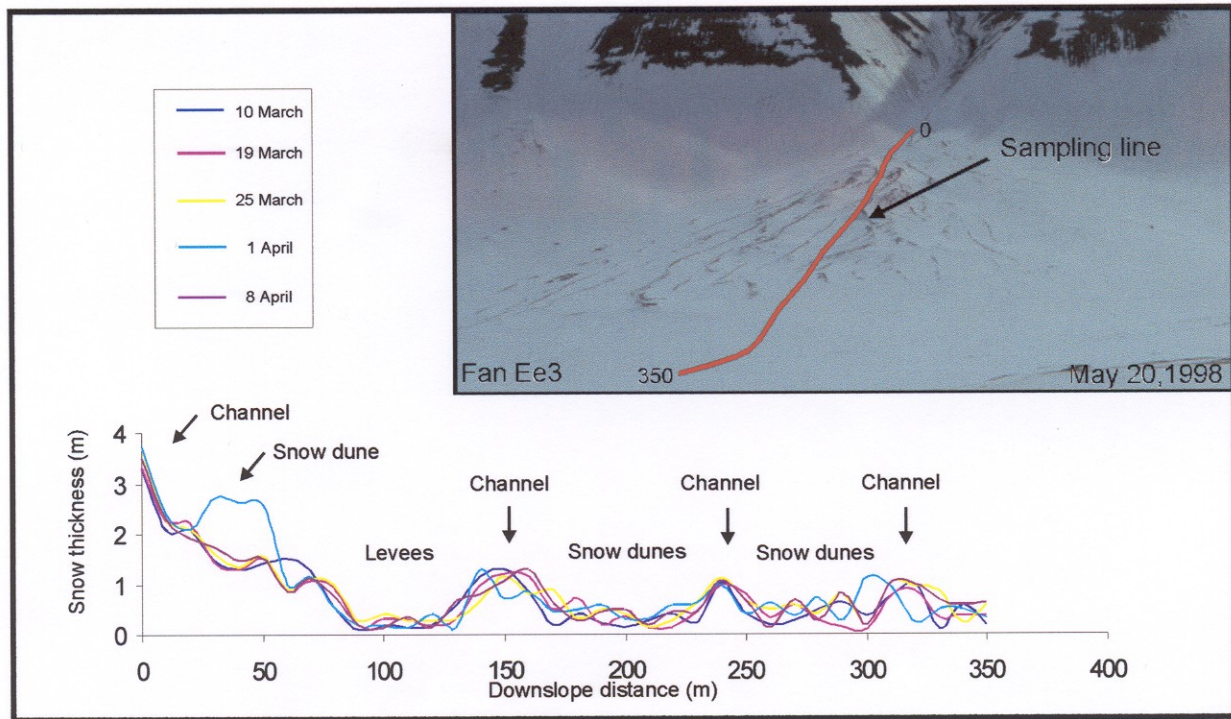 10 March
19 March
25 March
1 April
8 April
0
Sampling line
350
Fan Ee3
May 20,1998
Channel
Snow dune
Channel
Channel
Channel
Levees
Snow dunes
Snow dunes
Snow thickness (m)
4
3
2
1
0
0
50
100
150
200
250
300
350
400
Downslope distance (m)